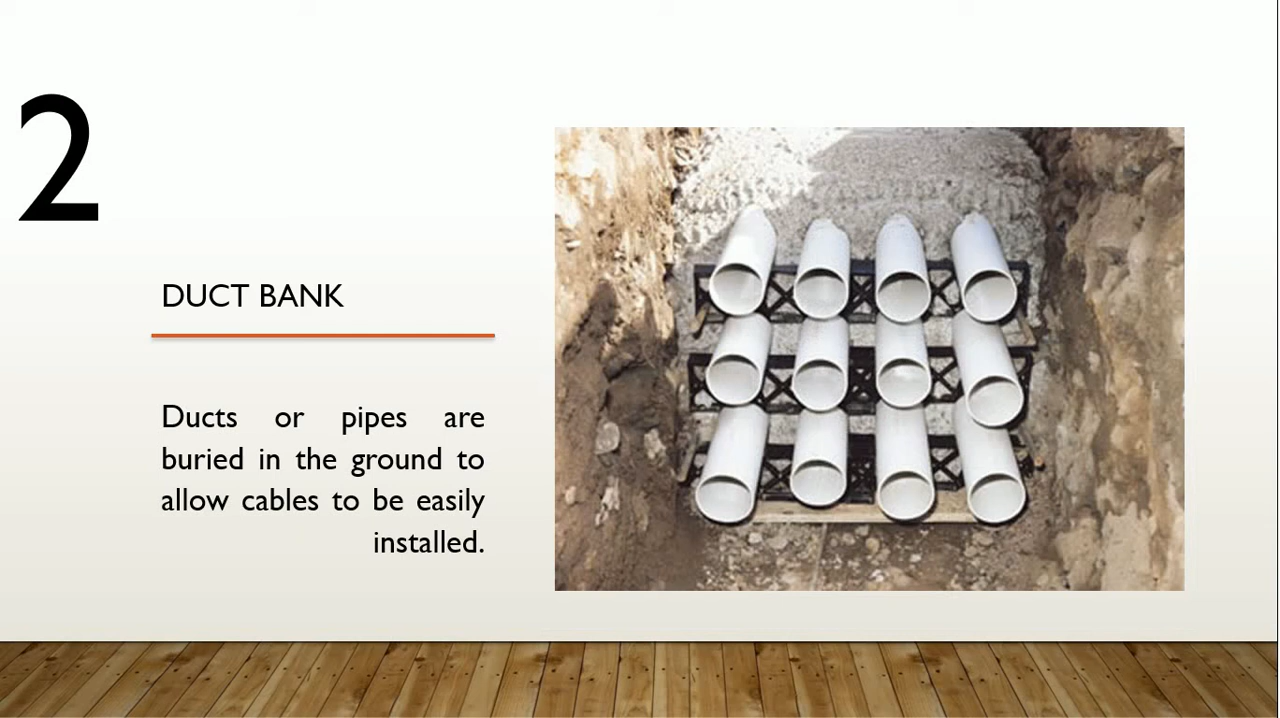 2
DUCT BANK
Ducts or pipes are
buried in the ground to
allow cables to be easily
installed.